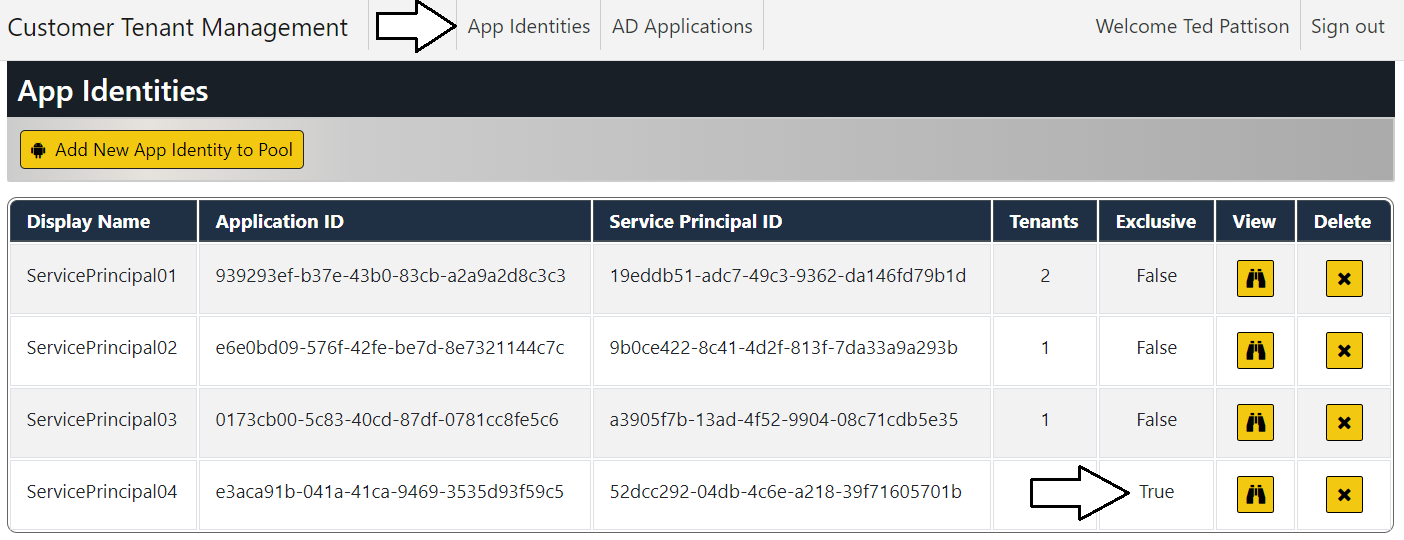 Customer Tenant Management App Identities AD Applications Welcome Ted Pattison Sign out
App Identities
Add New App Identity to Pool
Display Name Application ID Service Principal ID Tenants Exclusive View Delete
ServicePrincipal01 939293ef-b37e-43b0-83cb-a2a9a2d8c3c3 19eddb51-adc7-49c3-9362-da146fd79b1d 2 False
ServicePrincipal02 e6e0bd09-576f-42fe-be7d-8e7321144c7c 9b0ce422-8c41-4d2f-813f-7da33a9a293b 1 False
ServicePrincipal03 0173cb00-5c83-40cd-87df-0781cc8fe5c6 a3905f7b-13ad-4f52-9904-08c71cdb5e35 1 False
ServicePrincipal04 e3aca91b-041a-41ca-9469-3535d93f59c5 52dcc292-04db-4c6e-a218-39f71605701b True